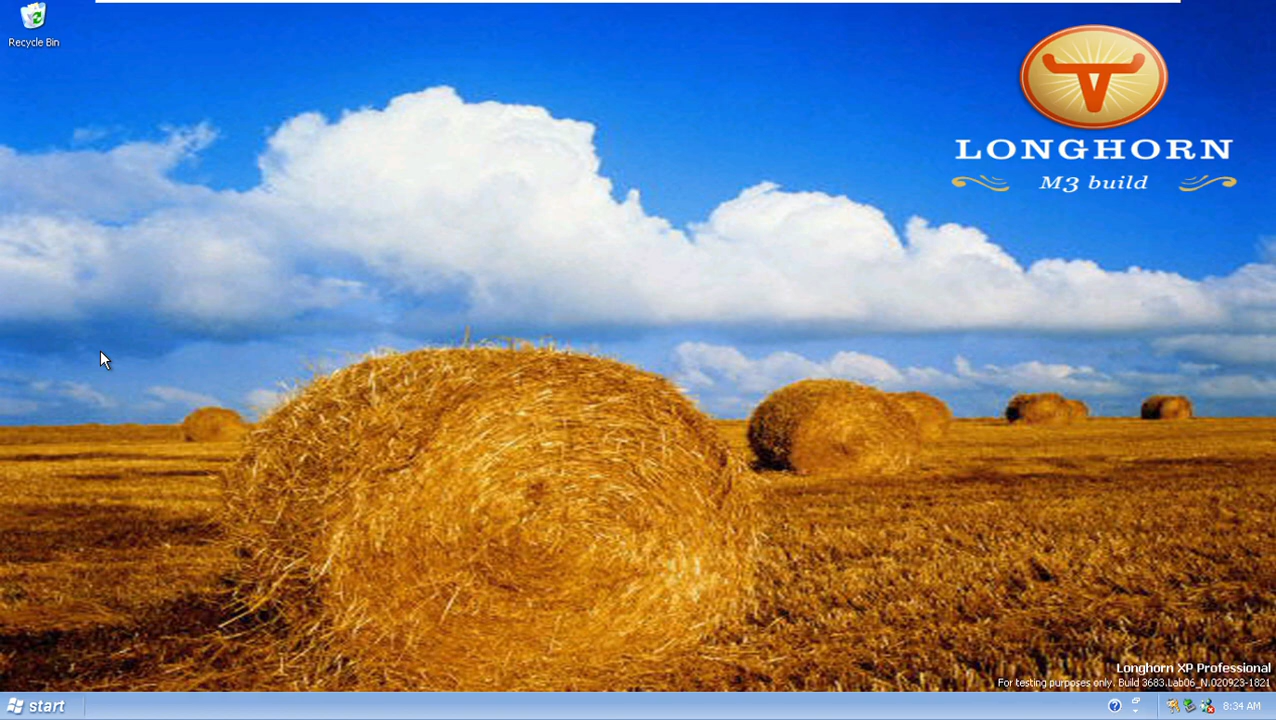 Recycle Bin
LONGHORN
M3 build
Longhorn XP Professional
For testing purposes only. Build 3683.Lab06_N.020923-1821
start
8:34 AM